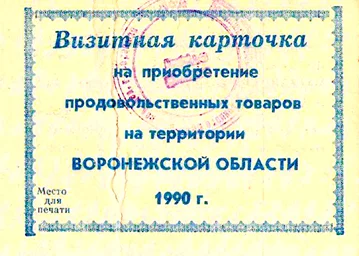 Визитная карточка
на приобретение
продовольственных товаров
на территории
ВОРОНЕЖСКОЙ ОБЛАСТИ
1990 г.
Место
для
печати